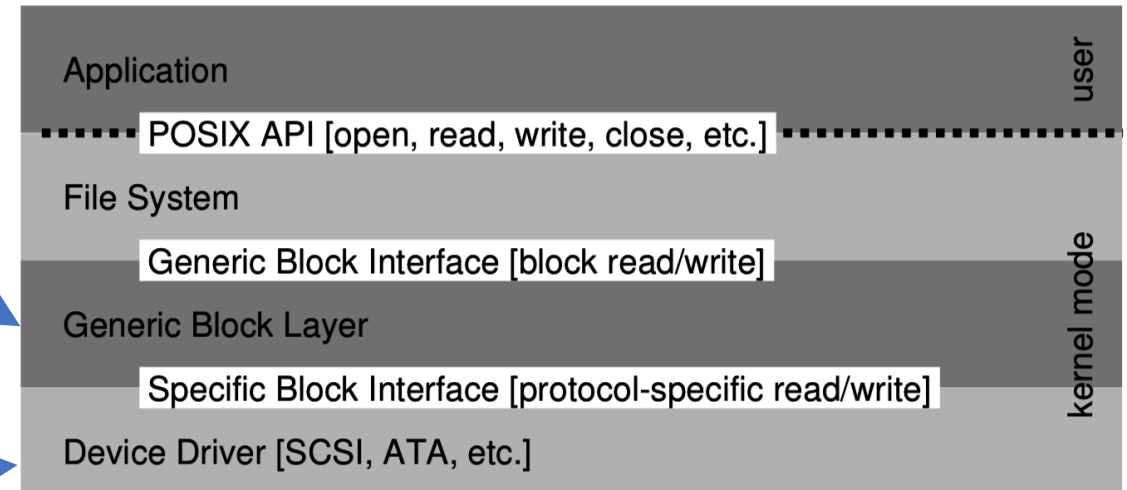 Application
user
POSIX API [open, read, write, close, etc.]
File System
Generic Block Interface [block read/write]
Generic Block Layer
kernel mode
Specific Block Interface [protocol-specific read/write]
Device Driver [SCSI, ATA, etc.]